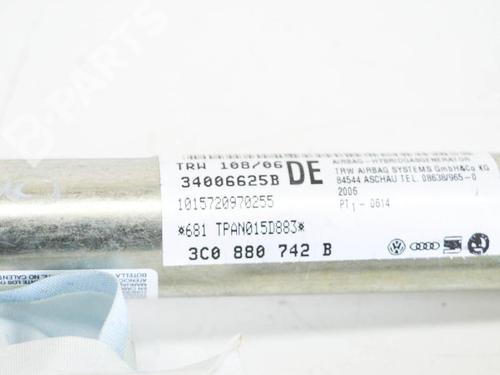 TRW 108/06
34006625B
DE
1015720970255
*681 TPAN015D883*
3C0 880 742 B
AIRBAG-HYBRIDGASGENERATOR
TRW AIRBAG SYSTEMS GmbH&Co KG
84544 ASCHAU TEL. 08638/965-0
2006
PT1-0614
BOTELLA